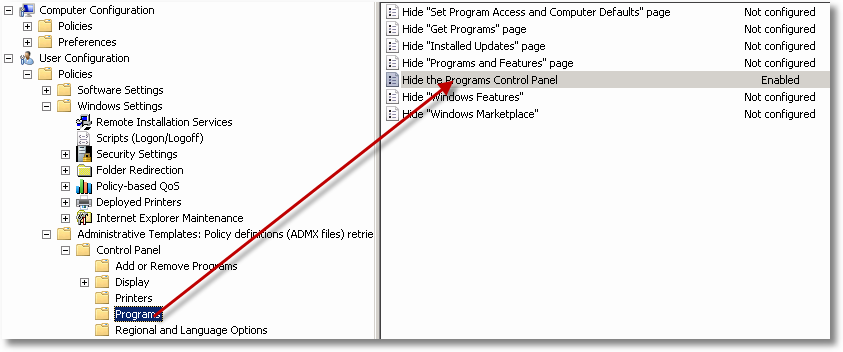 Computer Configuration
Policies
Preferences
User Configuration
Policies
Software Settings
Windows Settings
Remote Installation Services
Scripts (Logon/Logoff)
Security Settings
Folder Redirection
Policy-based QoS
Deployed Printers
Internet Explorer Maintenance
Administrative Templates: Policy definitions (ADMX files) retrie
Control Panel
Add or Remove Programs
Display
Printers
Programs
Regional and Language Options
Hide "Set Program Access and Computer Defaults" page Not configured
Hide "Get Programs" page Not configured
Hide "Installed Updates" page Not configured
Hide "Programs and Features" page Not configured
Hide the Programs Control Panel Enabled
Hide "Windows Features" Not configured
Hide "Windows Marketplace" Not configured